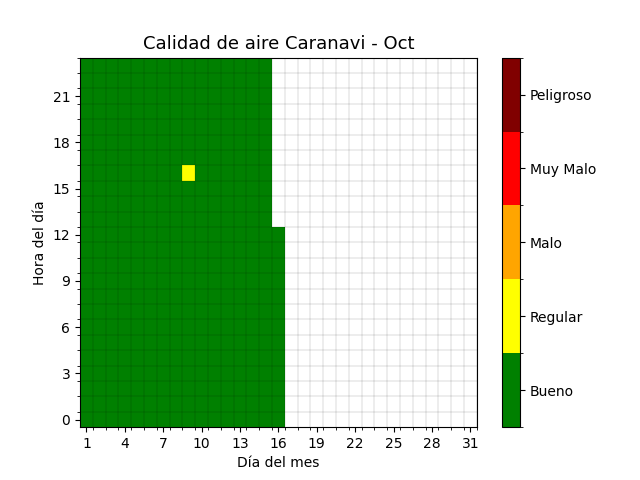 Calidad de aire Caranavi - Oct
Hora del día
21
18
15
12
9
6
3
0
1 4 7 10 13 16 19 22 25 28 31
Día del mes
Peligroso
Muy Malo
Malo
Regular
Bueno